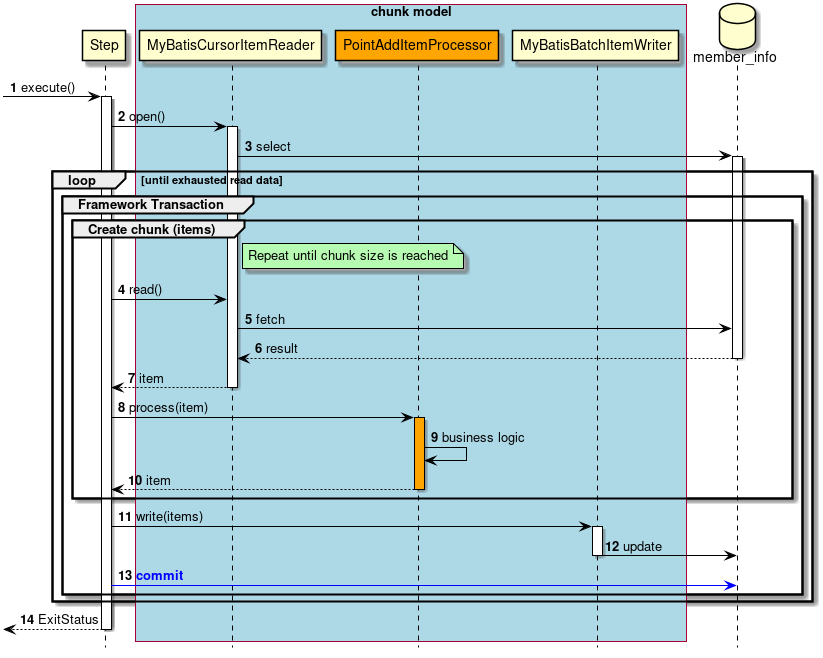 chunk model
Step
MyBatisCursorItemReader
PointAddItemProcessor
MyBatisBatchItemWriter
member_info
1 execute()
2 open()
3 select
loop
[until exhausted read data]
Framework Transaction
Create chunk (items)
Repeat until chunk size is reached
4 read()
5 fetch
6 result
7 item
8 process(item)
9 business logic
10 item
11 write(items)
12 update
13 commit
14 ExitStatus